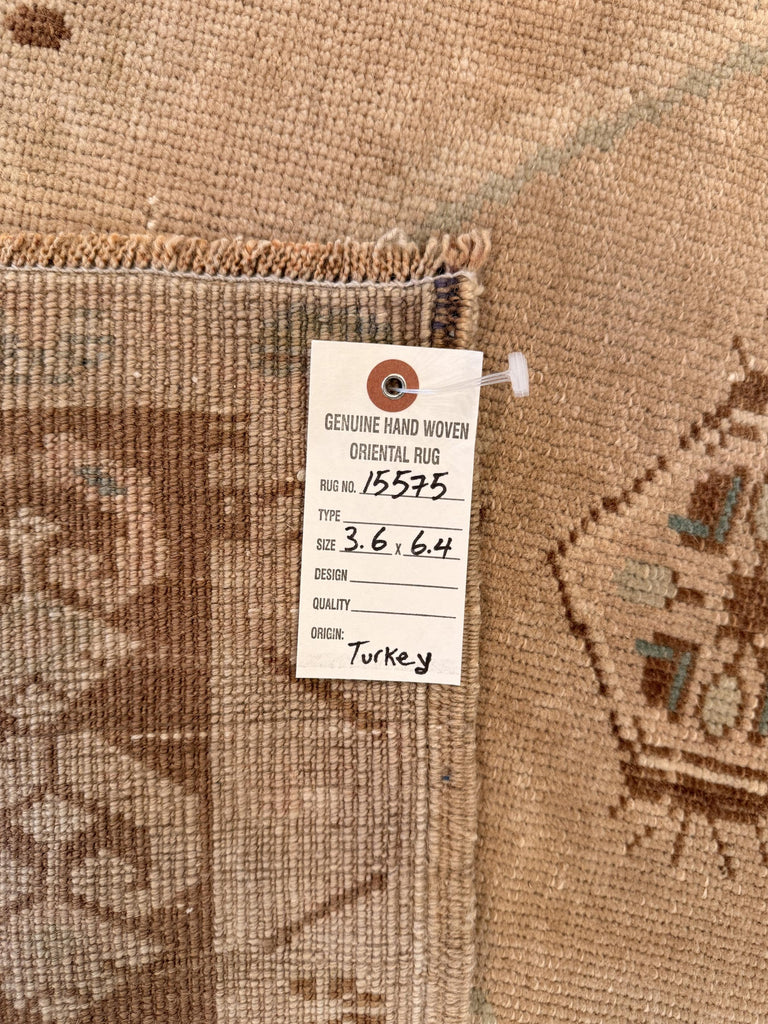 GENUINE HAND WOVEN
ORIENTAL RUG
RUG NO. 15575
TYPE
SIZE 3.6 x 6.4
DESIGN
QUALITY
ORIGIN:
Turkey